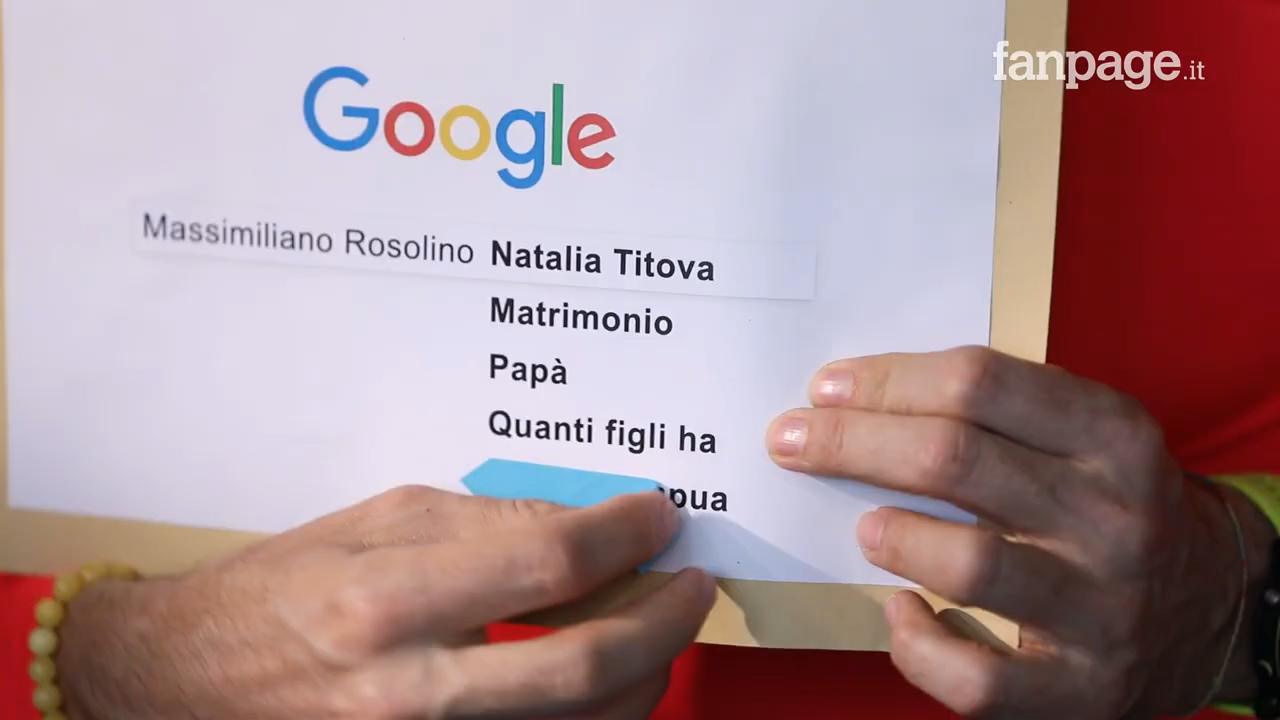 fanpage.it
Google
Massimiliano Rosolino Natalia Titova
Matrimonio
Papà
Quanti figli ha